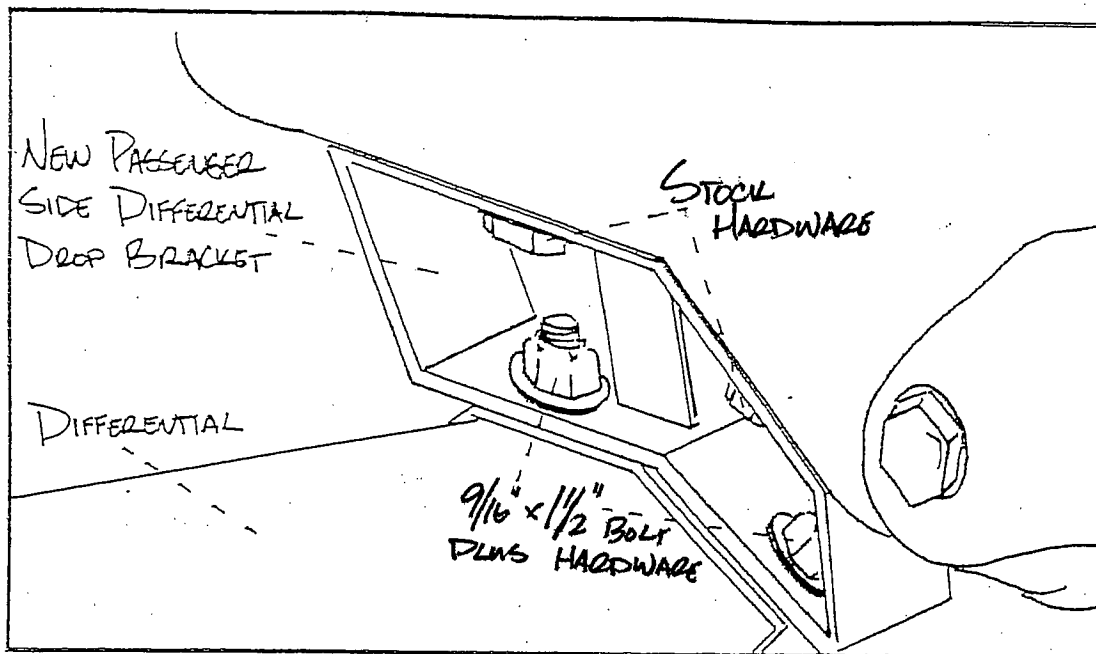 NEW PASSENGER
SIDE DIFFERENTIAL
DROP BRACKET
STOCK
HARDWARE
DIFFERENTIAL
9/16" x 1 1/2" BOLT
PLUS HARDWARE